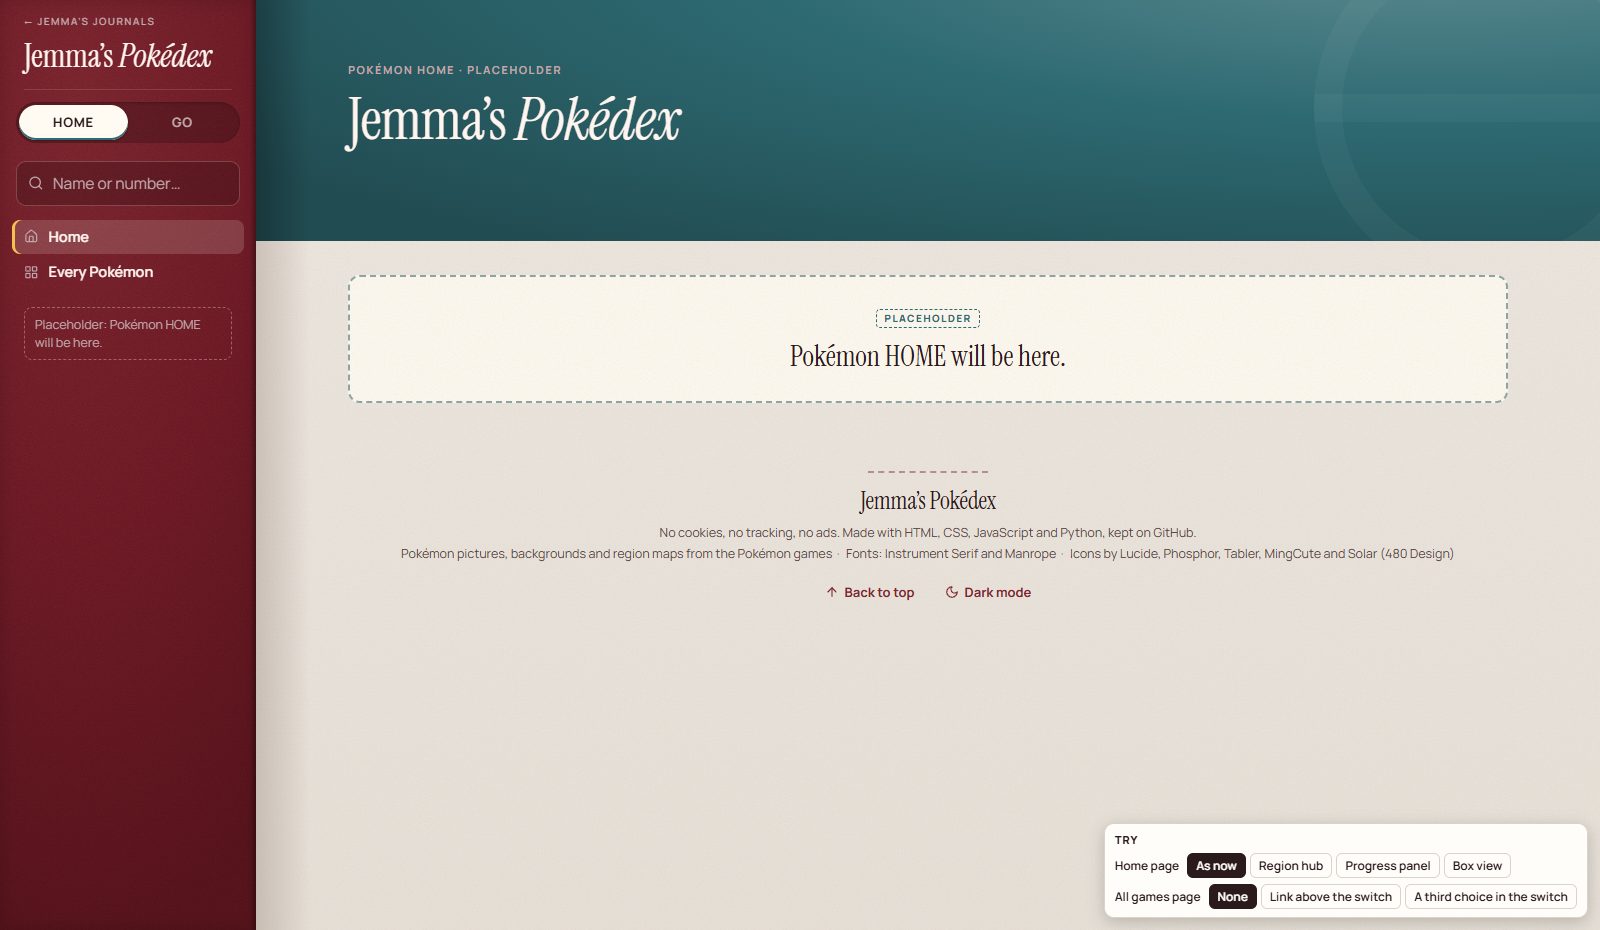 ← JEMMA'S JOURNALS
Jemma's Pokédex
HOME GO
Name or number...
Home
Every Pokémon
Placeholder: Pokémon HOME
will be here.
POKÉMON HOME · PLACEHOLDER
Jemma's Pokédex
PLACEHOLDER
Pokémon HOME will be here.
Jemma's Pokédex
No cookies, no tracking, no ads. Made with HTML, CSS, JavaScript and Python, kept on GitHub.
Pokémon pictures, backgrounds and region maps from the Pokémon games · Fonts: Instrument Serif and Manrope · Icons by Lucide, Phosphor, Tabler, MingCute and Solar (480 Design)
Back to top Dark mode
TRY
Home page As now Region hub Progress panel Box view
All games page None Link above the switch A third choice in the switch